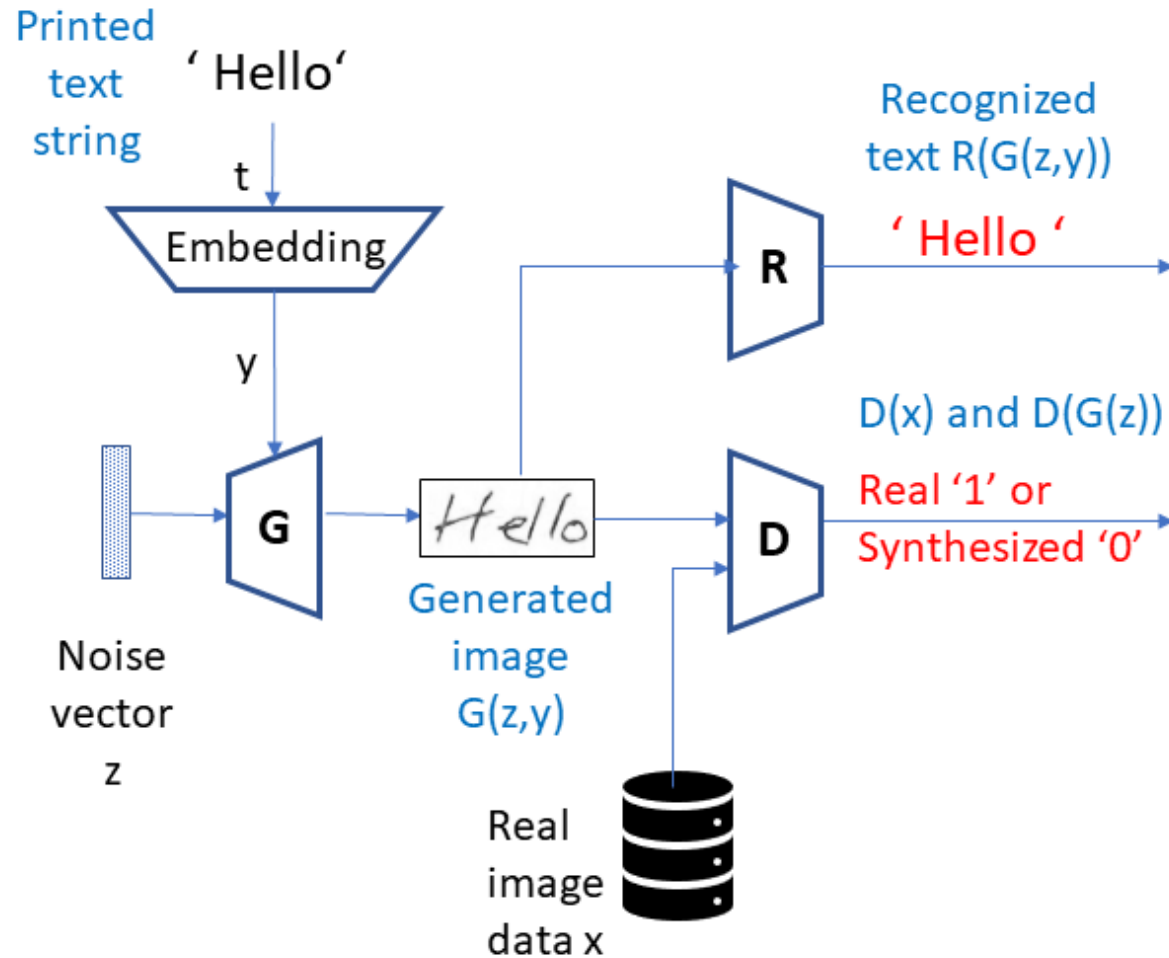 Printed
text
string
‘ Hello‘
t
Embedding
y
G
Noise
vector
z
Hello
Generated
image
G(z,y)
R
Recognized
text R(G(z,y))
‘ Hello ‘
D
D(x) and D(G(z))
Real ‘1’ or
Synthesized ‘0’
Real
image
data x